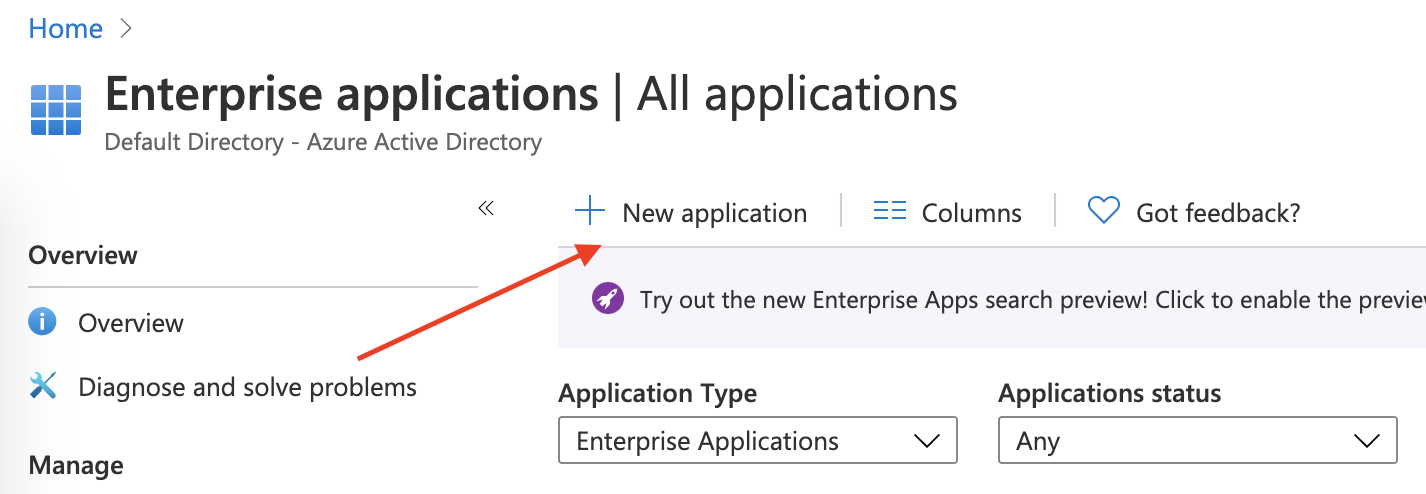 Home
Enterprise applications | All applications
Default Directory - Azure Active Directory
New application
Columns
Got feedback?
Overview
Try out the new Enterprise Apps search preview! Click to enable the
Overview
Diagnose and solve problems
Application Type
Applications status
Enterprise Applications
Any
Manage